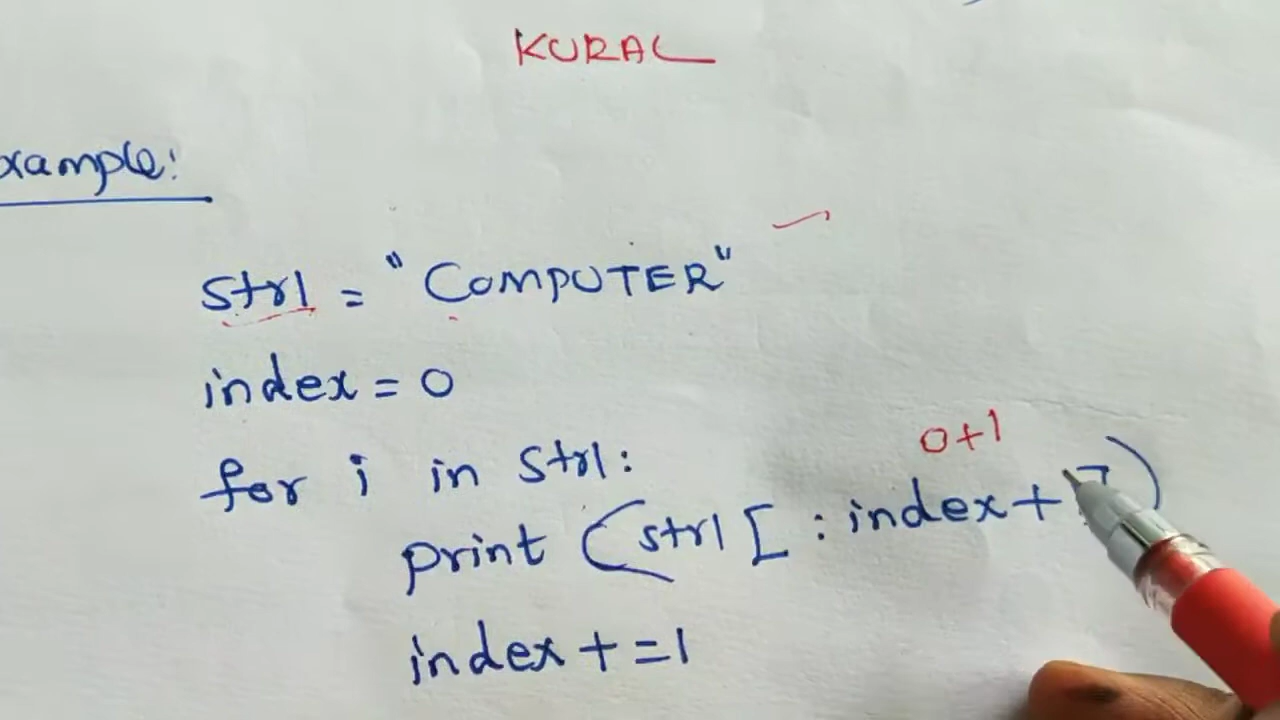 KURAL
xample:
str1 = "COMPUTER"
index = 0
for i in str1:
0+1
print (str1 [ : index + ])
index + = 1